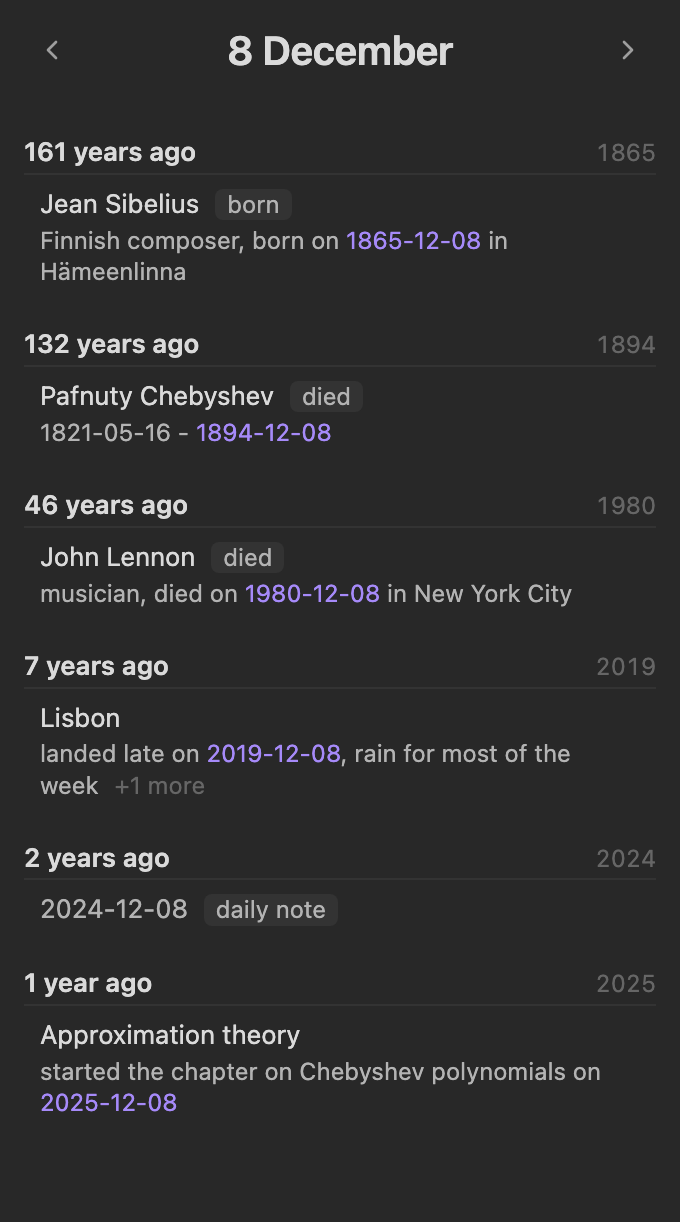 8 December
161 years ago 1865
Jean Sibelius born
Finnish composer, born on 1865-12-08 in
Hämeenlinna
132 years ago 1894
Pafnuty Chebyshev died
1821-05-16 - 1894-12-08
46 years ago 1980
John Lennon died
musician, died on 1980-12-08 in New York City
7 years ago 2019
Lisbon
landed late on 2019-12-08, rain for most of the
week +1 more
2 years ago 2024
2024-12-08 daily note
1 year ago 2025
Approximation theory
started the chapter on Chebyshev polynomials on
2025-12-08